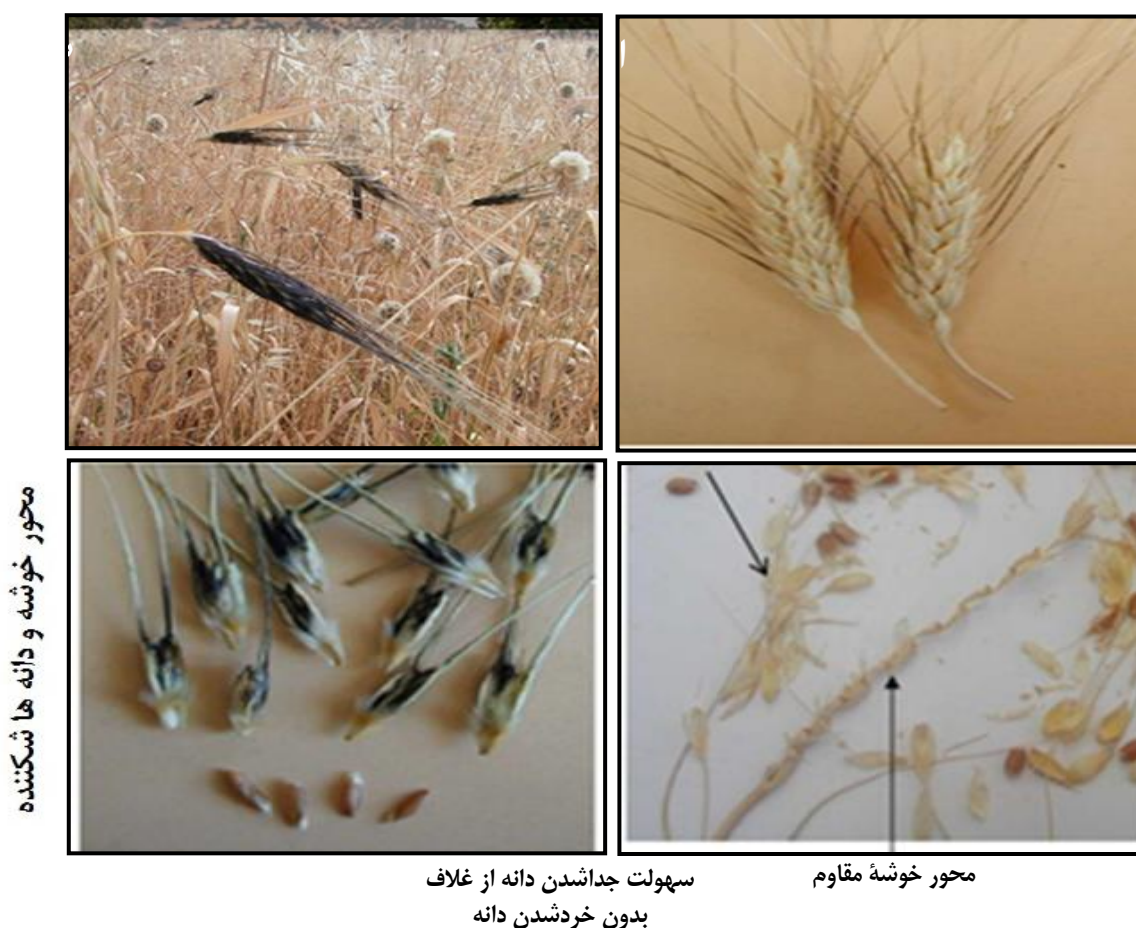 محور خوشه و دانه ها شکننده
محور خوشهٔ مقاوم
سهولت جداشدن دانه از غلاف
بدون خردشدن دانه